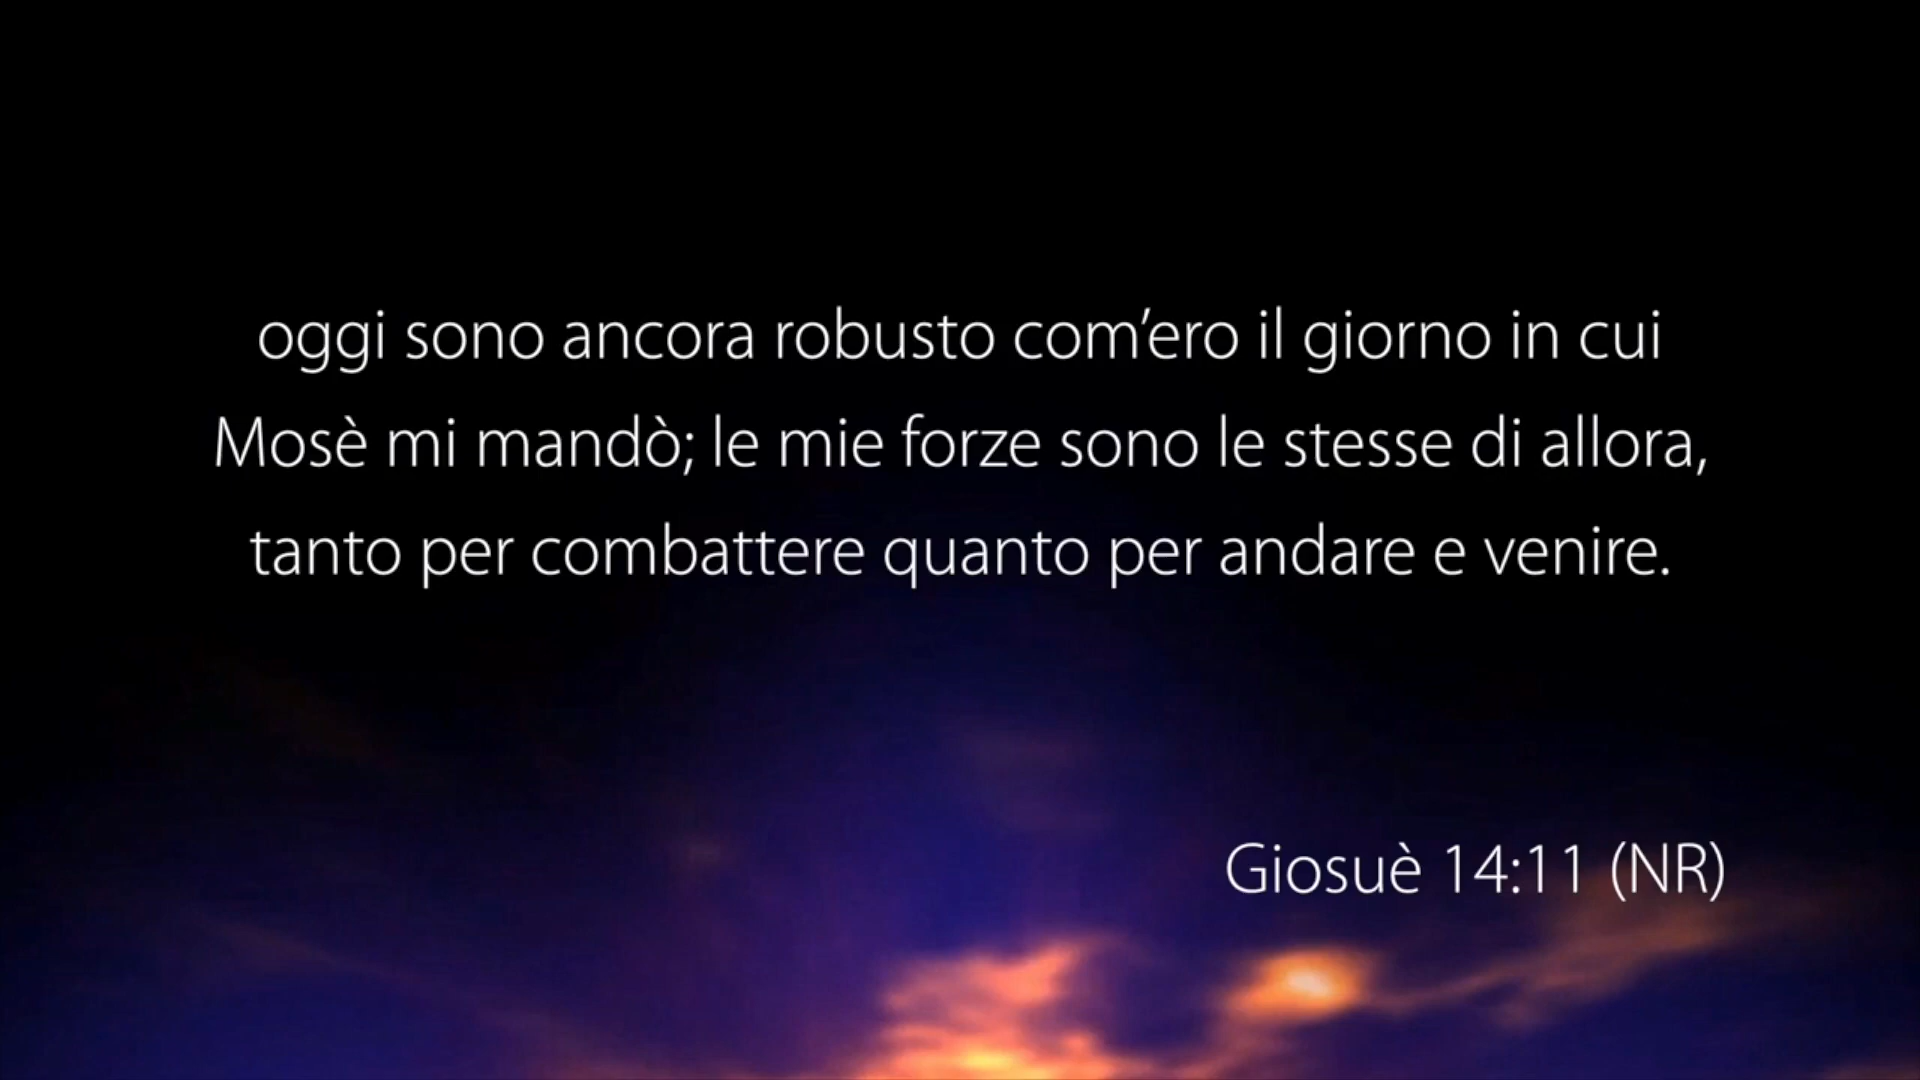 oggi sono ancora robusto com’ero il giorno in cui
Mosè mi mandò; le mie forze sono le stesse di allora,
tanto per combattere quanto per andare e venire.
Giosuè 14:11 (NR)